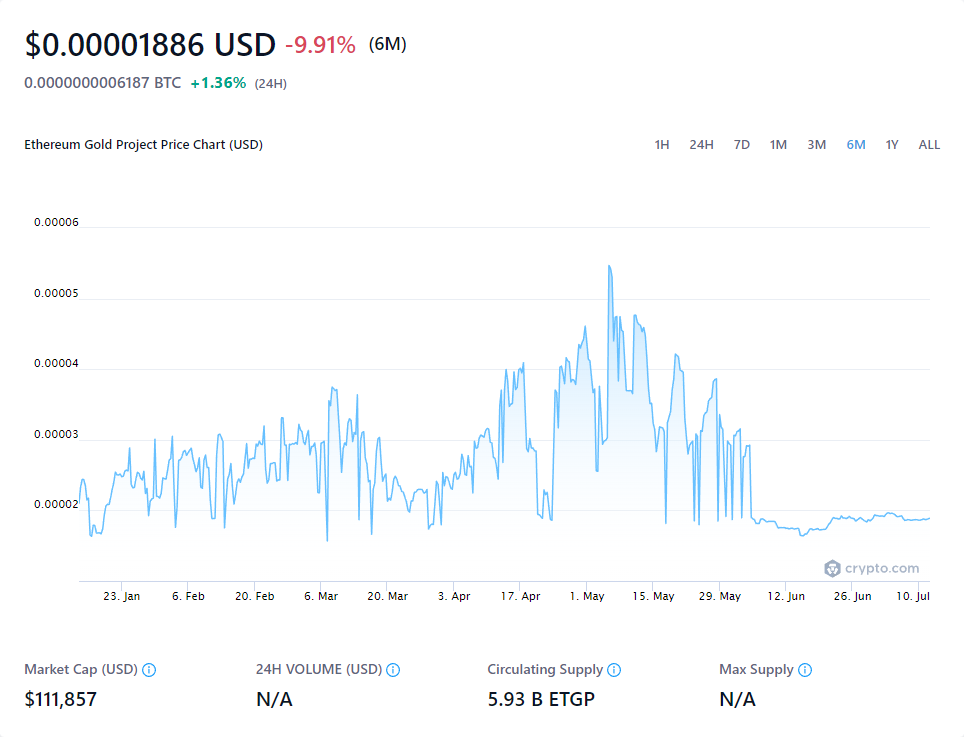 $0.00001886 USD -9.91% (6M)
0.0000000006187 BTC +1.36% (24H)
Ethereum Gold Project Price Chart (USD) 1H 24H 7D 1M 3M 6M 1Y ALL
0.00006
0.00005
0.00004
0.00003
0.00002
crypto.com
23. Jan 6. Feb 20. Feb 6. Mar 20. Mar 3. Apr 17. Apr 1. May 15. May 29. May 12. Jun 26. Jun 10. Jul
Market Cap (USD) 24H VOLUME (USD) Circulating Supply Max Supply
$111,857 N/A 5.93 B ETGP N/A